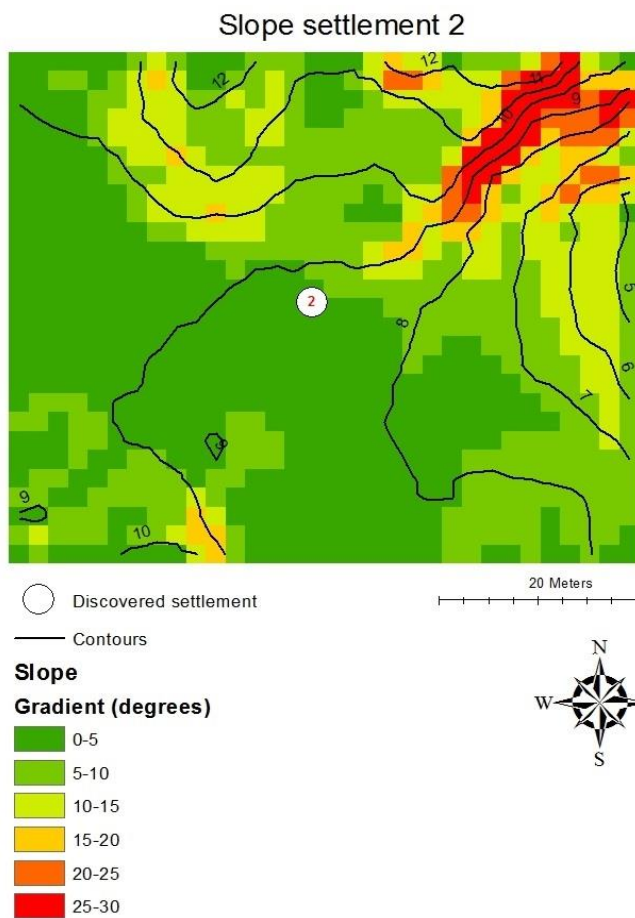 Slope settlement 2
12
12
11
10
9
2
8
5
6
7
9
9
10
Discovered settlement
20 Meters
Contours
Slope
Gradient (degrees)
0-5
5-10
10-15
15-20
20-25
25-30
N
W
S